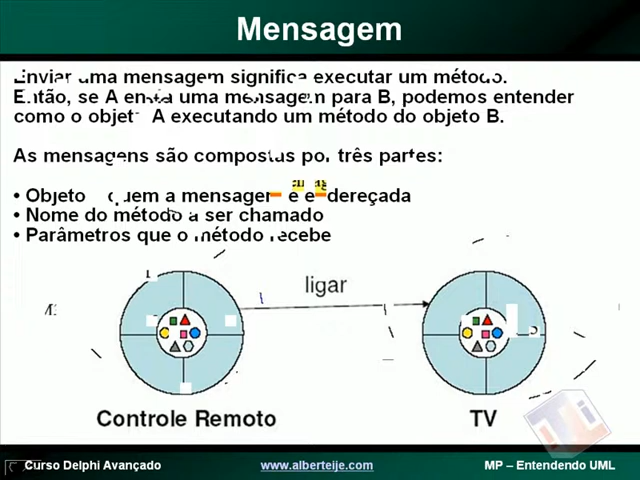 Mensagem
Enviar uma mensagem significa executar um método.
Então, se A envia uma mensagem para B, podemos entender
como o objeto A executando um método do objeto B.
As mensagens são compostas por três partes:
• Objeto quem a mensagem é endereçada
• Nome do método a ser chamado
• Parâmetros que o método recebe
ligar
Controle Remoto
TV
Curso Delphi Avançado
www.alberteije.com
MP – Entendendo UML